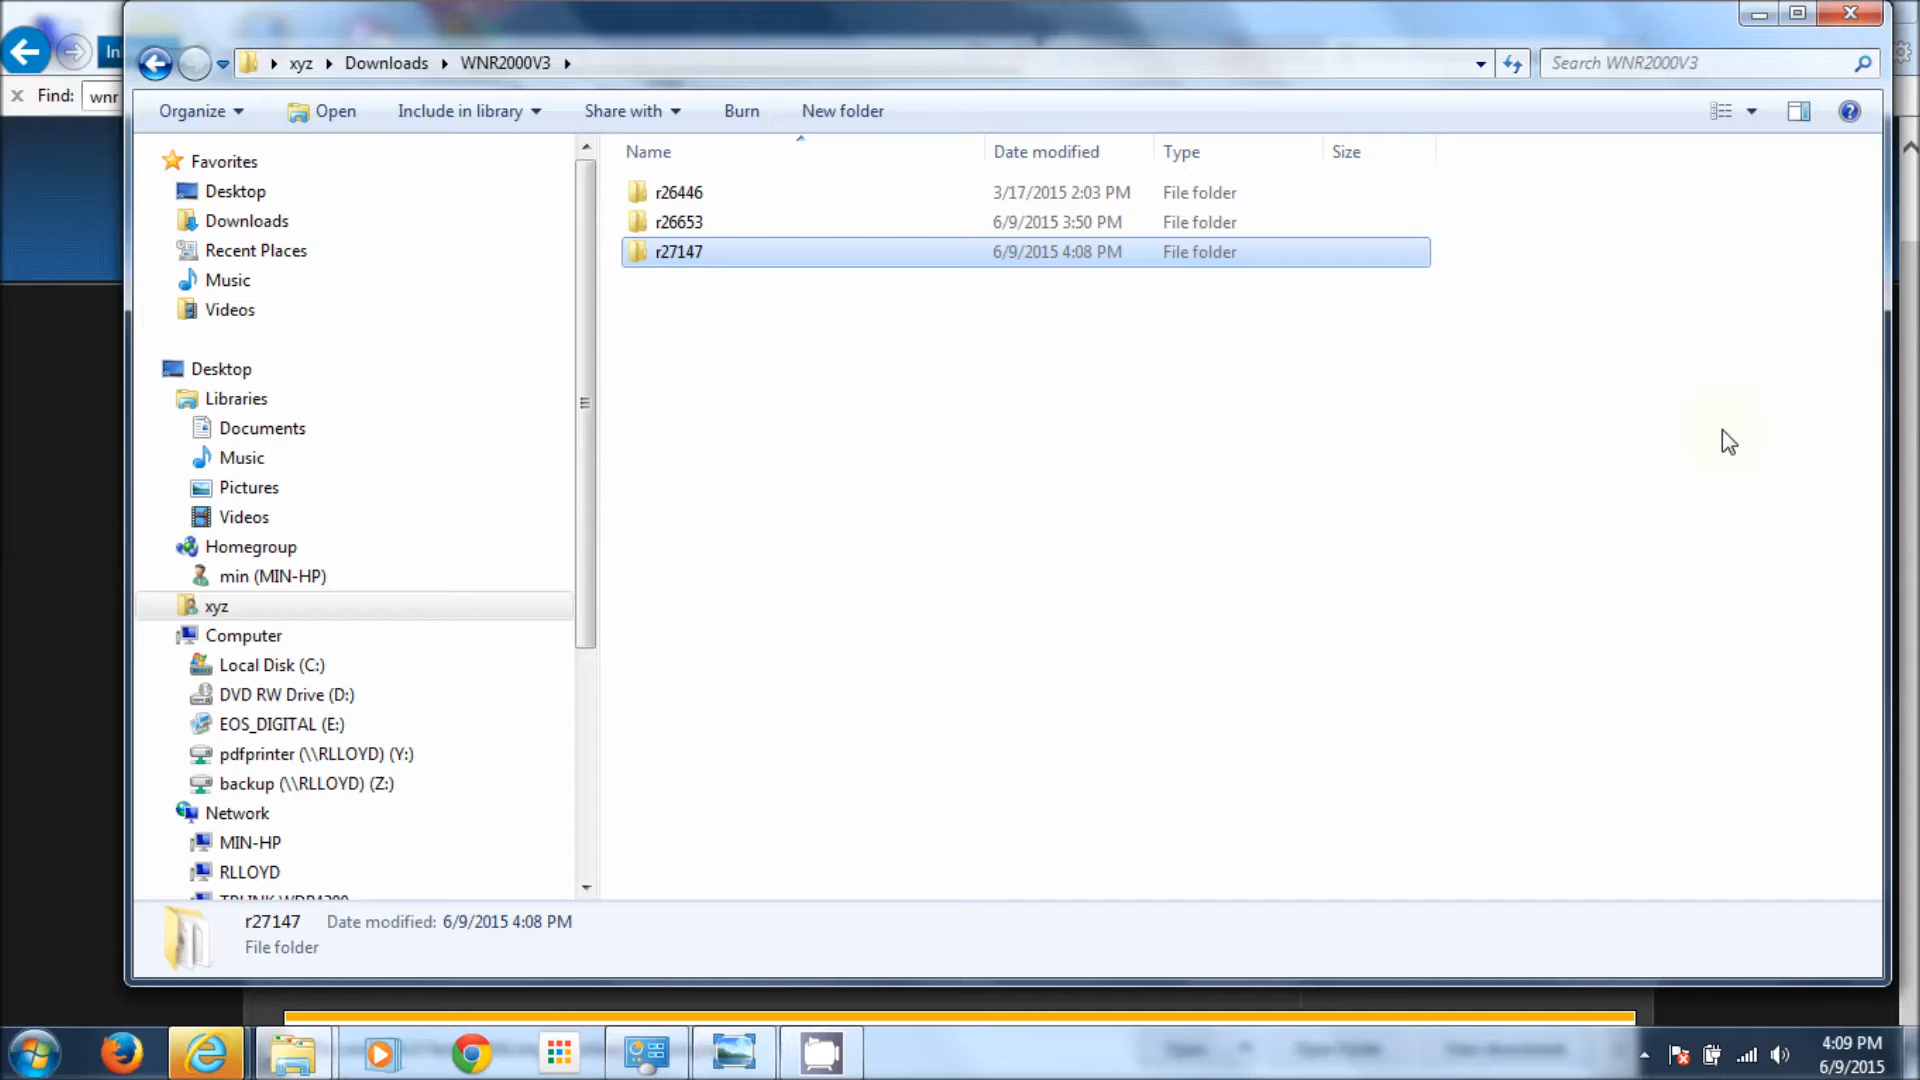 In
xyz Downloads WNR2000V3
Search WNR2000V3
Find: wnr
Organize Open Include in library Share with Burn New folder
Name Date modified Type Size
r26446 3/17/2015 2:03 PM File folder
r26653 6/9/2015 3:50 PM File folder
r27147 6/9/2015 4:08 PM File folder
Favorites
Desktop
Downloads
Recent Places
Music
Videos
Desktop
Libraries
Documents
Music
Pictures
Videos
Homegroup
min (MIN-HP)
xyz
Computer
Local Disk (C:)
DVD RW Drive (D:)
EOS_DIGITAL (E:)
pdfprinter (\\RLLOYD) (Y:)
backup (\\RLLOYD) (Z:)
Network
MIN-HP
RLLOYD
r27147 Date modified: 6/9/2015 4:08 PM
File folder
4:09 PM
6/9/2015